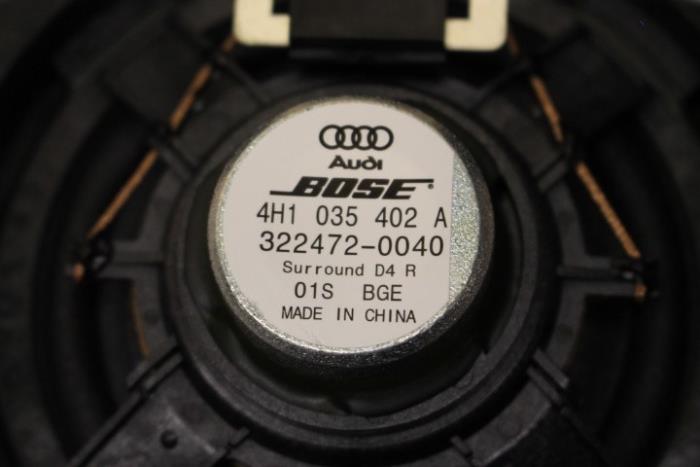 Audi
BOSE®
4H1 035 402 A
322472-0040
Surround D4 R
01S BGE
MADE IN CHINA